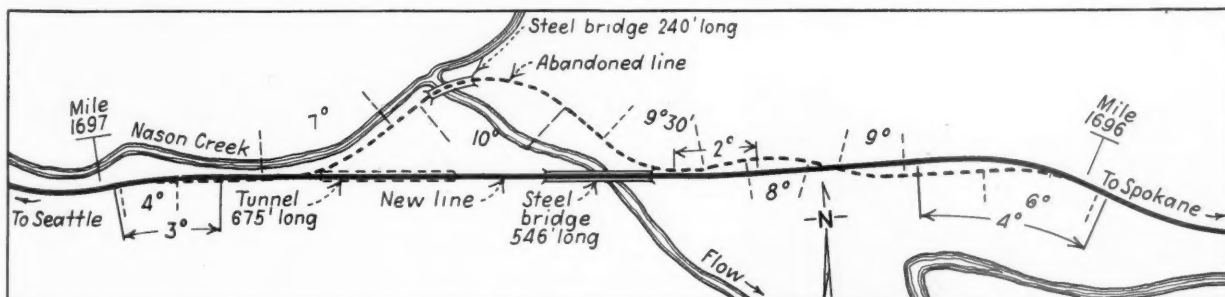 Steel bridge 240' long
Abandoned line
Mile
1697
Nason Creek
7°
10°
9°30'
2°
9°
Mile
1696
4°
3°
To Seattle
Tunnel
675' long
New line
Steel
bridge
546' long
8°
N
4°
6°
To Spokane
Flow